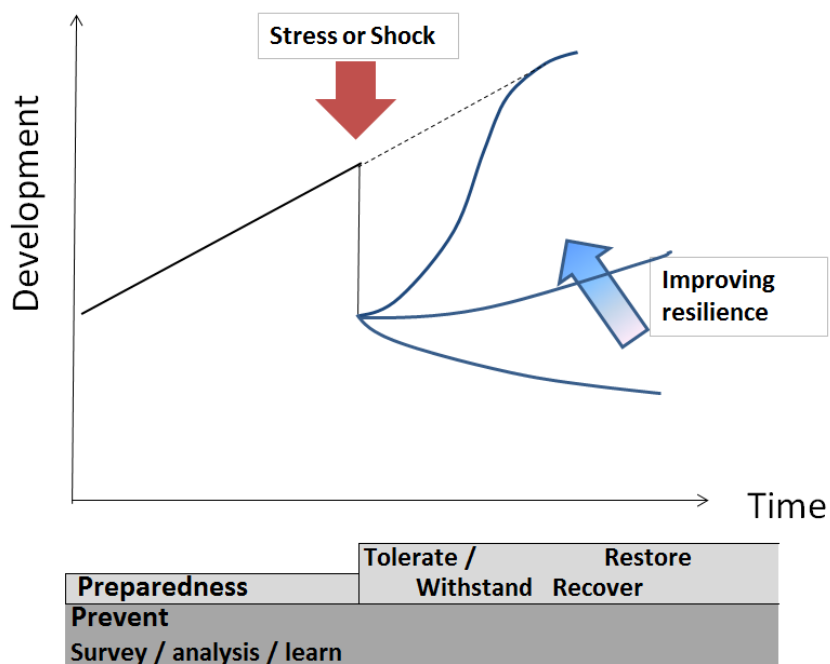 Stress or Shock
Development
Improving
resilience
Time
Tolerate / Restore
Withstand Recover
Preparedness
Prevent
Survey / analysis / learn